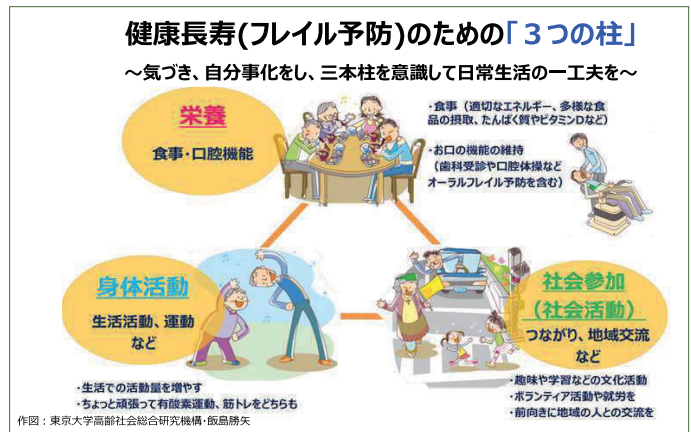 健康長寿(フレイル予防)のための「３つの柱」
～気づき、自分事化をし、三本柱を意識して日常生活の一工夫を～
栄養
食事・口腔機能
・食事（適切なエネルギー、多様な食
品の摂取、たんぱく質やビタミンDなど）
・お口の機能の維持
（歯科受診や口腔体操など
オーラルフレイル予防を含む）
身体活動
生活活動、運動
など
・生活での活動量を増やす
・ちょっと頑張って有酸素運動、筋トレをどちらも
社会参加
（社会活動）
つながり、地域交流
など
・趣味や学習などの文化活動
・ボランティア活動や就労を
・前向きに地域の人との交流を
作図：東京大学高齢社会総合研究機構・飯島勝矢